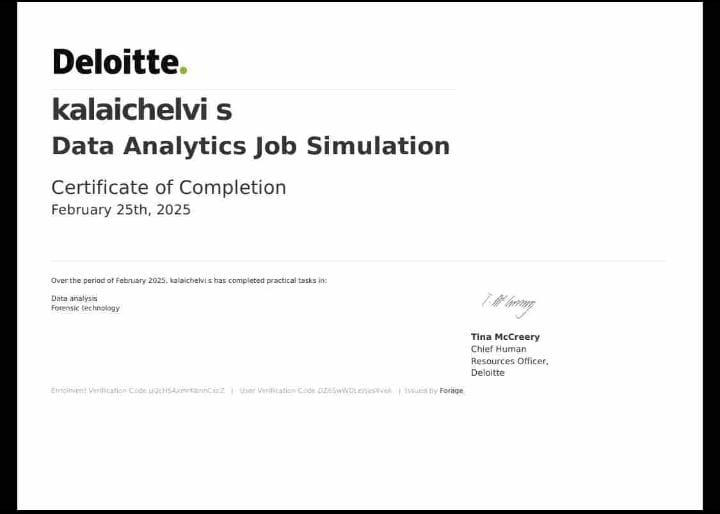 Deloitte.
kalaichelvi s
Data Analytics Job Simulation
Certificate of Completion
February 25th, 2025
Over the period of February 2025, kalaichelvi s has completed practical tasks in:
Data analysis
Forensic technology
Tina McCreery
Chief Human
Resources Officer,
Deloitte
Enrolment Verification Code | User Verification Code | Issued by Forage